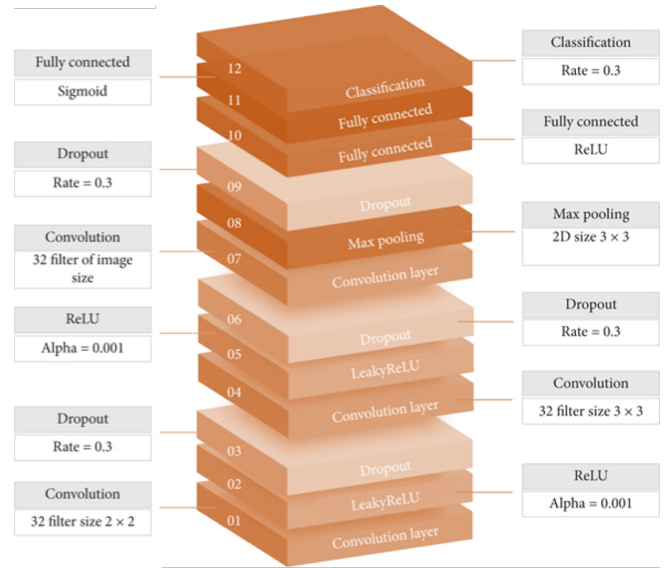 Fully connected
Sigmoid
Dropout
Rate = 0.3
Convolution
32 filter of image
size
ReLU
Alpha = 0.001
Dropout
Rate = 0.3
Convolution
32 filter size 2 × 2
12
Classification
11
Fully connected
10
Fully connected
09
Dropout
08
Max pooling
07
Convolution layer
06
Dropout
05
LeakyReLU
04
Convolution layer
03
Dropout
02
LeakyReLU
01
Convolution layer
Classification
Rate = 0.3
Fully connected
ReLU
Max pooling
2D size 3 × 3
Dropout
Rate = 0.3
Convolution
32 filter size 3 × 3
ReLU
Alpha = 0.001